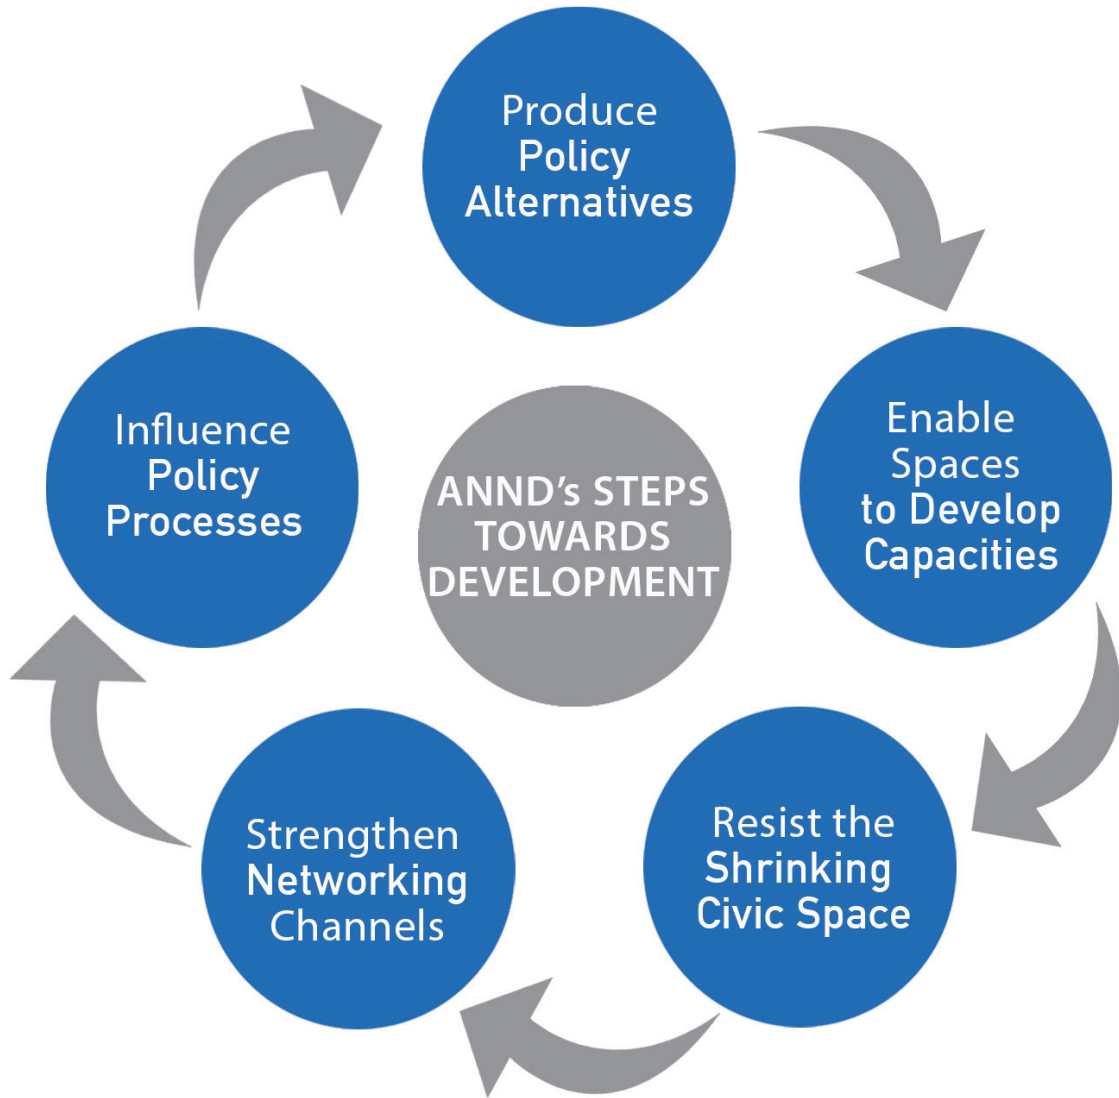 Produce
Policy
Alternatives
Enable
Spaces
to Develop
Capacities
Resist the
Shrinking
Civic Space
Strengthen
Networking
Channels
Influence
Policy
Processes
ANND's STEPS
TOWARDS
DEVELOPMENT